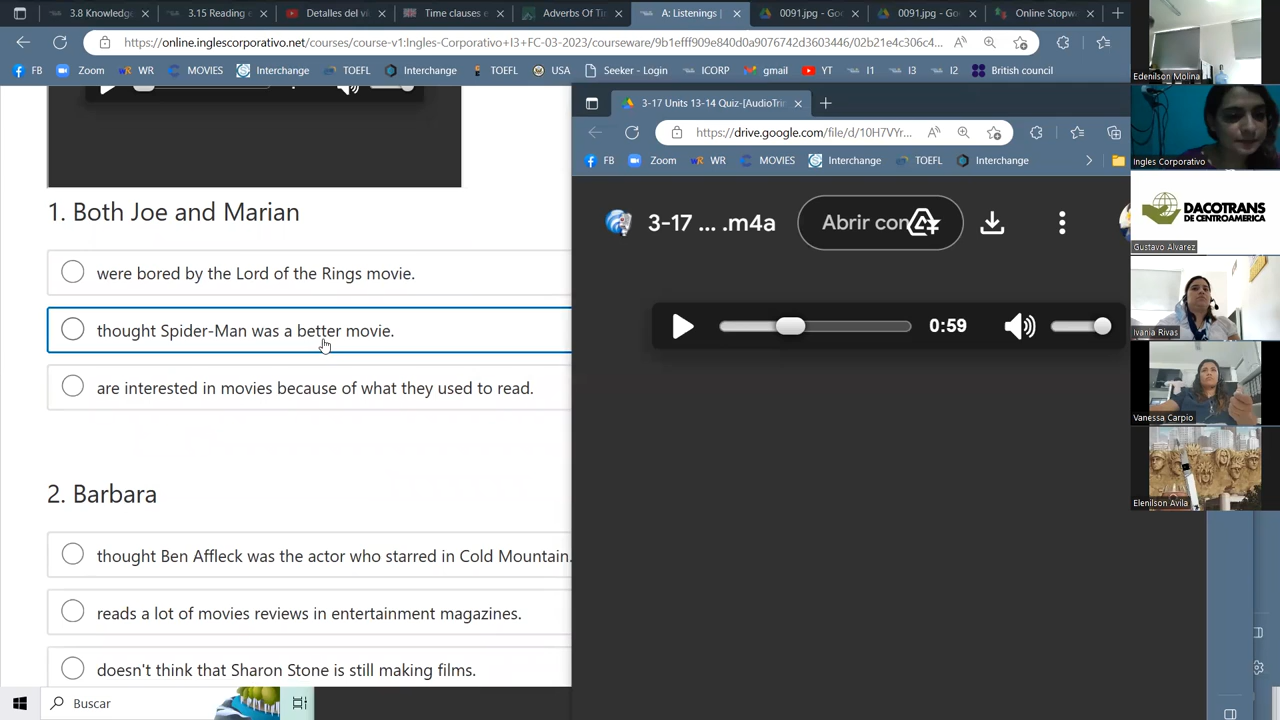 3.8 Knowledg
3.15 Reading e
Detalles del vi
Time clauses e
Adverbs Of Tir
A: Listenings |
0091.jpg - Goo
0091.jpg - Goo
Online Stopw
https://online.inglescorporativo.net/courses/course-v1:Ingles-Corporativo+I3+FC-03-2023/courseware/9b1efff909e840d0a9076742d3603446/02b21e4c306c4...
FB
Zoom
WR
MOVIES
Interchange
TOEFL
Interchange
TOEFL
USA
Seeker - Login
ICORP
gmail
YT
I1
I3
I2
British council
3-17 Units 13-14 Quiz-[AudioTri
https://drive.google.com/file/d/10H7VYr...
FB
Zoom
WR
MOVIES
Interchange
TOEFL
Interchange
3-17 ... .m4a
Abrir con
0:59
1. Both Joe and Marian
were bored by the Lord of the Rings movie.
thought Spider-Man was a better movie.
are interested in movies because of what they used to read.
2. Barbara
thought Ben Affleck was the actor who starred in Cold Mountain.
reads a lot of movies reviews in entertainment magazines.
doesn't think that Sharon Stone is still making films.
Buscar
Edenilson Molina
Ingles Corporativo
DACOTRANS
DE CENTROAMERICA
Gustavo Alvarez
Ivania Rivas
Vanessa Carpio
Elenilson Avila